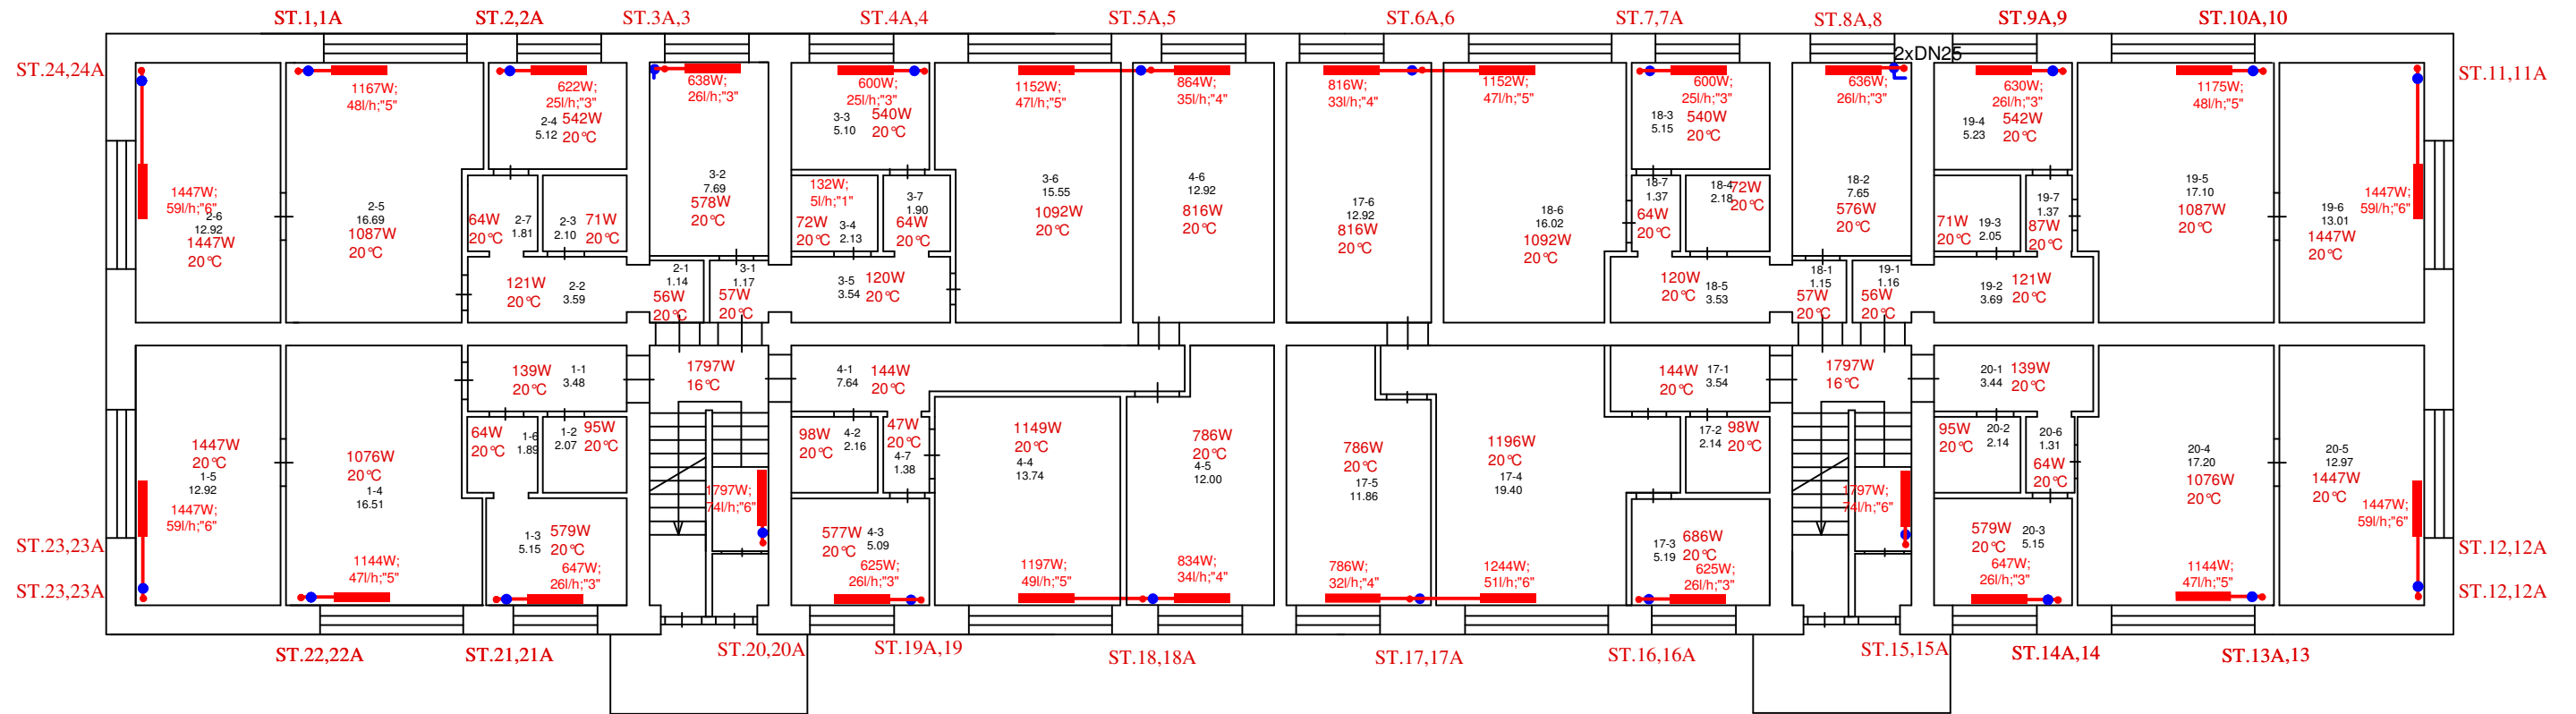 ST.1,1A
ST.2,2A
ST.3A,3
ST.4A,4
ST.5A,5
ST.6A,6
ST.7,7A
ST.8A,8
ST.9A,9
ST.10A,10
2xDN25
ST.24,24A
ST.11,11A
1167W;
48l/h;"5"
622W;
25l/h;"3"
2-4
5.12
542W
20°C
638W;
26l/h;"3"
600W;
25l/h;"3"
3-3
5.10
540W
20°C
1152W;
47l/h;"5"
864W;
35l/h;"4"
816W;
33l/h;"4"
1152W;
47l/h;"5"
600W;
25l/h;"3"
18-3
5.15
540W
20°C
636W;
26l/h;"3"
630W;
26l/h;"3"
19-4
5.23
542W
20°C
1175W;
48l/h;"5"
1447W;
59l/h;"6"
2-6
12.92
1447W
20°C
2-5
16.69
1087W
20°C
64W
20°C
2-7
1.81
2-3
2.10
71W
20°C
3-2
7.69
578W
20°C
132W;
5l/h;"1"
72W
20°C
3-4
2.13
3-7
1.90
64W
20°C
3-6
15.55
1092W
20°C
4-6
12.92
816W
20°C
17-6
12.92
816W
20°C
18-6
16.02
1092W
20°C
18-7
1.37
64W
20°C
18-4
2.18
72W
20°C
18-2
7.65
576W
20°C
71W
20°C
19-3
2.05
19-7
1.37
87W
20°C
19-5
17.10
1087W
20°C
1447W;
59l/h;"6"
19-6
13.01
1447W
20°C
121W
20°C
2-2
3.59
2-1
1.14
56W
20°C
3-1
1.17
57W
20°C
3-5
3.54
120W
20°C
120W
20°C
18-5
3.53
18-1
1.15
57W
20°C
19-1
1.16
56W
20°C
19-2
3.69
121W
20°C
139W
20°C
1-1
3.48
1797W
16°C
4-1
7.64
144W
20°C
144W
20°C
17-1
3.54
1797W
16°C
20-1
3.44
139W
20°C
1447W
20°C
1-5
12.92
1447W;
59l/h;"6"
1076W
20°C
1-4
16.51
64W
20°C
1-6
1.89
1-2
2.07
95W
20°C
98W
20°C
4-2
2.16
47W
20°C
4-7
1.38
1149W
20°C
4-4
13.74
786W
20°C
4-5
12.00
786W
20°C
17-5
11.86
1196W
20°C
17-4
19.40
17-2
2.14
98W
20°C
95W
20°C
20-2
2.14
20-6
1.31
64W
20°C
20-4
17.20
1076W
20°C
20-5
12.97
1447W
20°C
1447W;
59l/h;"6"
1797W;
74l/h;"6"
1797W;
74l/h;"6"
ST.23,23A
ST.12,12A
1-3
5.15
579W
20°C
647W;
26l/h;"3"
1144W;
47l/h;"5"
577W
20°C
4-3
5.09
625W;
26l/h;"3"
1197W;
49l/h;"5"
834W;
34l/h;"4"
786W;
32l/h;"4"
1244W;
51l/h;"6"
17-3
5.19
686W
20°C
625W;
26l/h;"3"
579W
20°C
20-3
5.15
647W;
26l/h;"3"
1144W;
47l/h;"5"
ST.23,23A
ST.12,12A
ST.22,22A
ST.21,21A
ST.20,20A
ST.19A,19
ST.18,18A
ST.17,17A
ST.16,16A
ST.15,15A
ST.14A,14
ST.13A,13